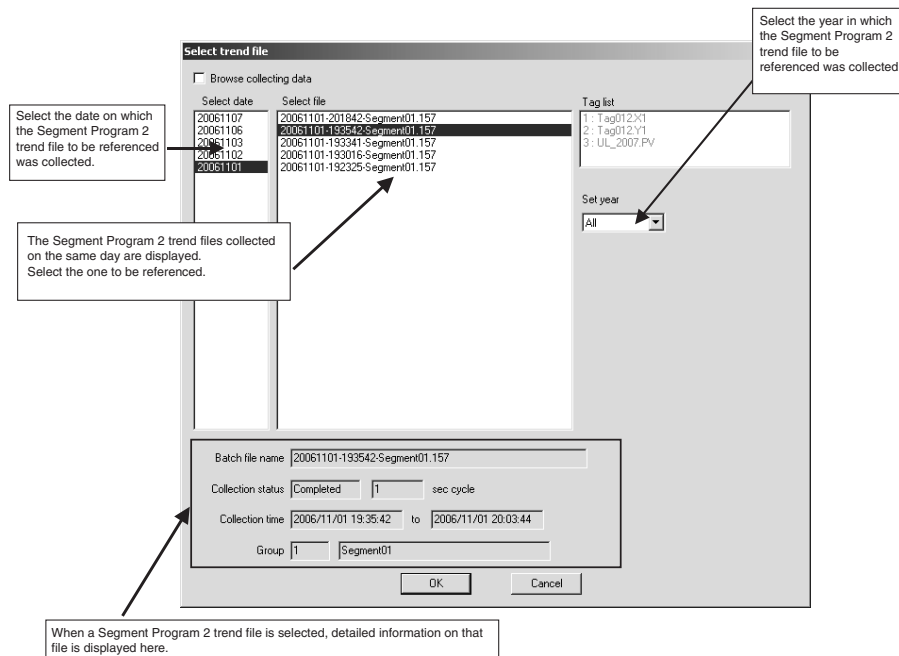 Select the year in which
the Segment Program 2
trend file to be
referenced was collected
Select trend file
Browse collecting data
Select date
Select file
Tag list
Select the date on which
the Segment Program 2
trend file to be referenced
was collected.
20061107
20061106
20061103
20061102
20061101
20061101-201842-Segment01.157
20061101-193542-Segment01.157
20061101-193341-Segment01.157
20061101-193016-Segment01.157
20061101-192325-Segment01.157
1 : Tag012.X1
2 : Tag012.Y1
3 : UL_2007.PV
Set year
All
The Segment Program 2 trend files collected
on the same day are displayed.
Select the one to be referenced.
Batch file name 20061101-193542-Segment01.157
Collection status Completed 1 sec cycle
Collection time 2006/11/01 19:35:42 to 2006/11/01 20:03:44
Group 1 Segment01
OK Cancel
When a Segment Program 2 trend file is selected, detailed information on that
file is displayed here.